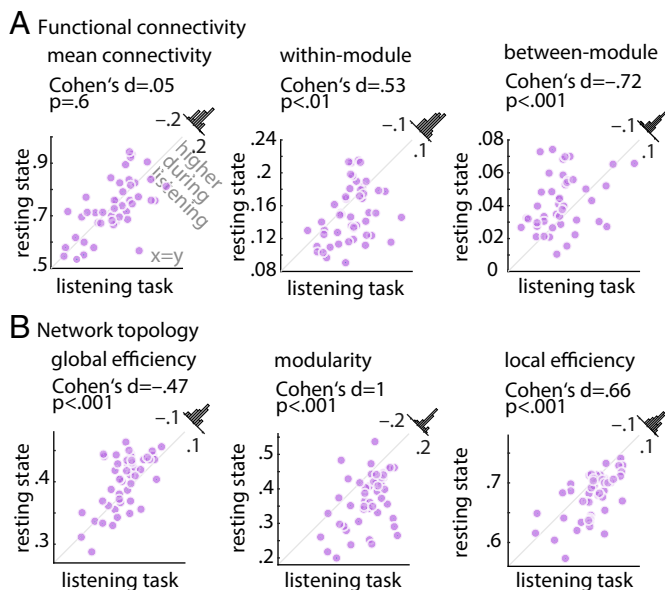 A Functional connectivity
mean connectivity
Cohen's d=.05
p=.6
−.2
.2
higher
during
listening
resting state
.9
.7
.5
x=y
listening task
within-module
Cohen's d=.53
p<.01
−.1
.1
resting state
.24
.20
.16
.12
.08
listening task
between-module
Cohen's d=−.72
p<.001
−.1
.1
resting state
.08
.06
.04
.02
0
listening task
B Network topology
global efficiency
Cohen's d=−.47
p<.001
−.1
.1
resting state
.4
.3
listening task
modularity
Cohen's d=1
p<.001
−.2
.2
resting state
.5
.4
.3
.2
listening task
local efficiency
Cohen's d=.66
p<.001
−.1
.1
resting state
.7
.6
listening task